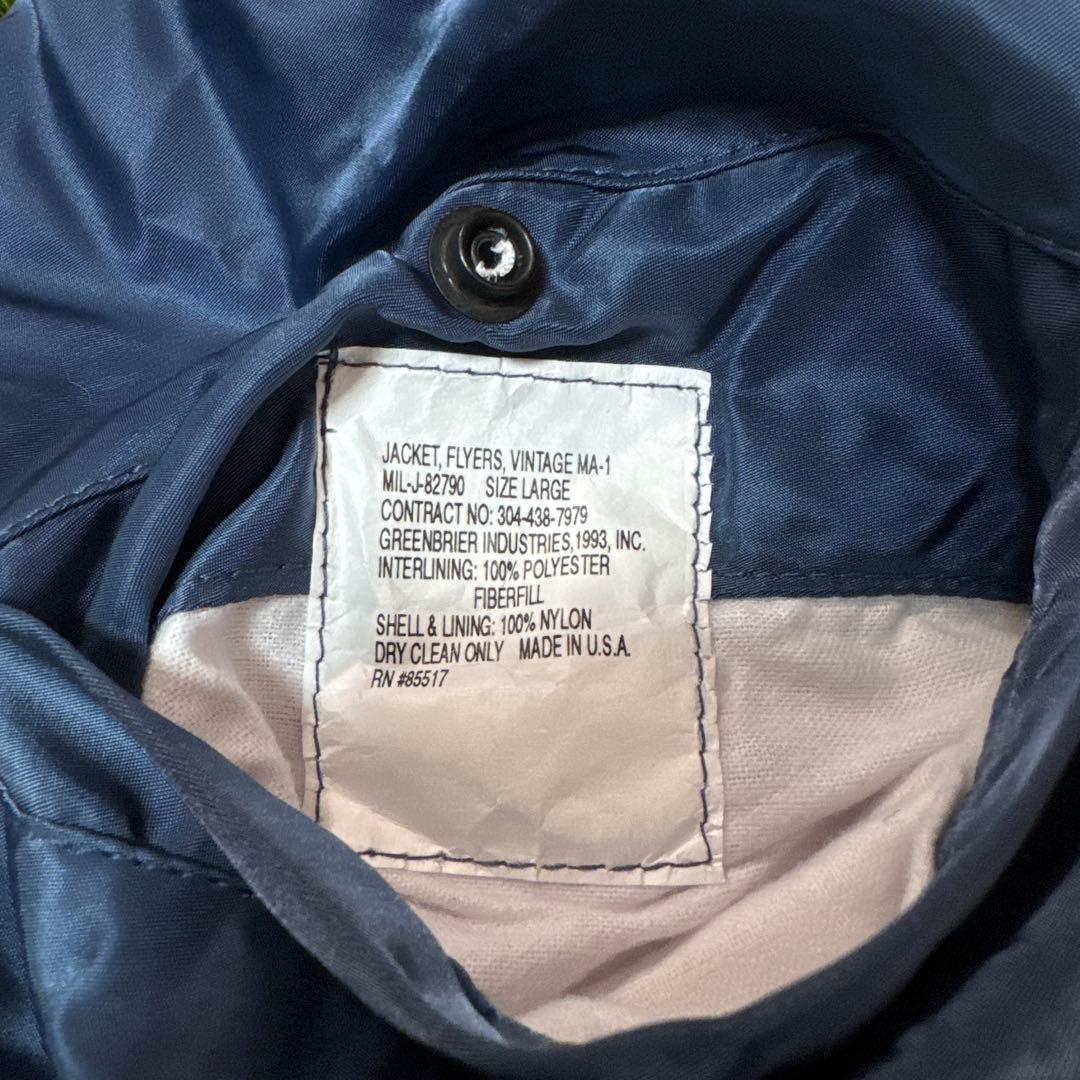 JACKET, FLYERS, VINTAGE MA-1
MIL-J-82790 SIZE LARGE
CONTRACT NO: 304-438-7979
GREENBRIER INDUSTRIES,1993, INC.
INTERLINING: 100% POLYESTER
FIBERFILL
SHELL & LINING: 100% NYLON
DRY CLEAN ONLY MADE IN U.S.A.
RN #85517